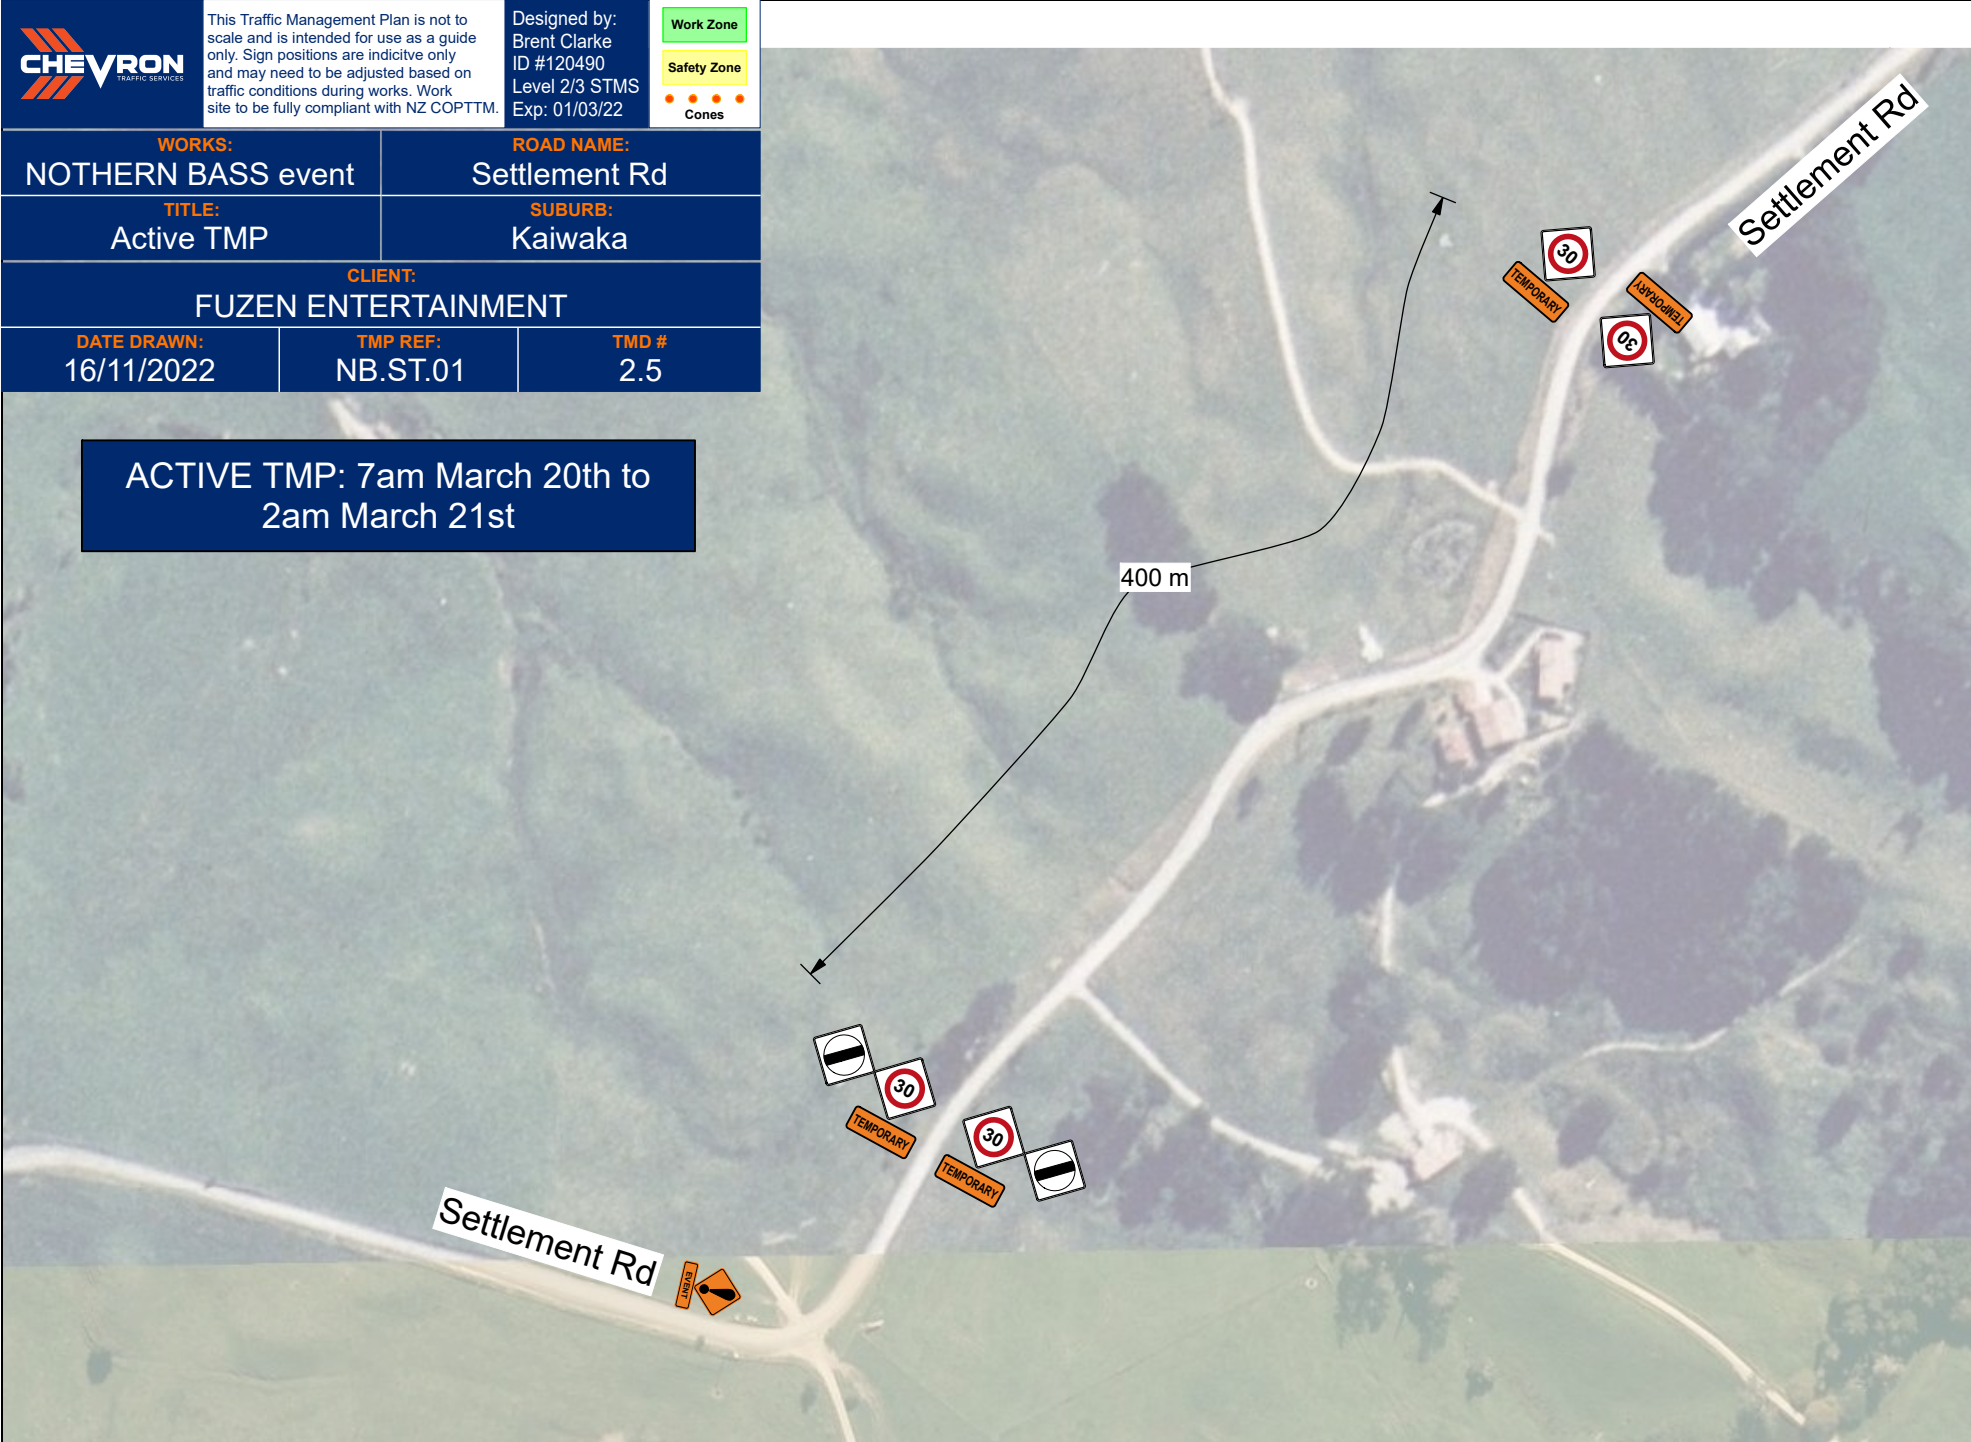 CHEVRON
TRAFFIC SERVICES
This Traffic Management Plan is not to
scale and is intended for use as a guide
only. Sign positions are indicitve only
and may need to be adjusted based on
traffic conditions during works. Work
site to be fully compliant with NZ COPTTM.
Designed by:
Brent Clarke
ID #120490
Level 2/3 STMS
Exp: 01/03/22
Work Zone
Safety Zone
Cones
WORKS:
NOTHERN BASS event
ROAD NAME:
Settlement Rd
TITLE:
Active TMP
SUBURB:
Kaiwaka
CLIENT:
FUZEN ENTERTAINMENT
DATE DRAWN:
16/11/2022
TMP REF:
NB.ST.01
TMD #
2.5
ACTIVE TMP: 7am March 20th to
2am March 21st
Settlement Rd
30
TEMPORARY
TEMPORARY
30
400 m
30
TEMPORARY
30
TEMPORARY
Settlement Rd
EVENT